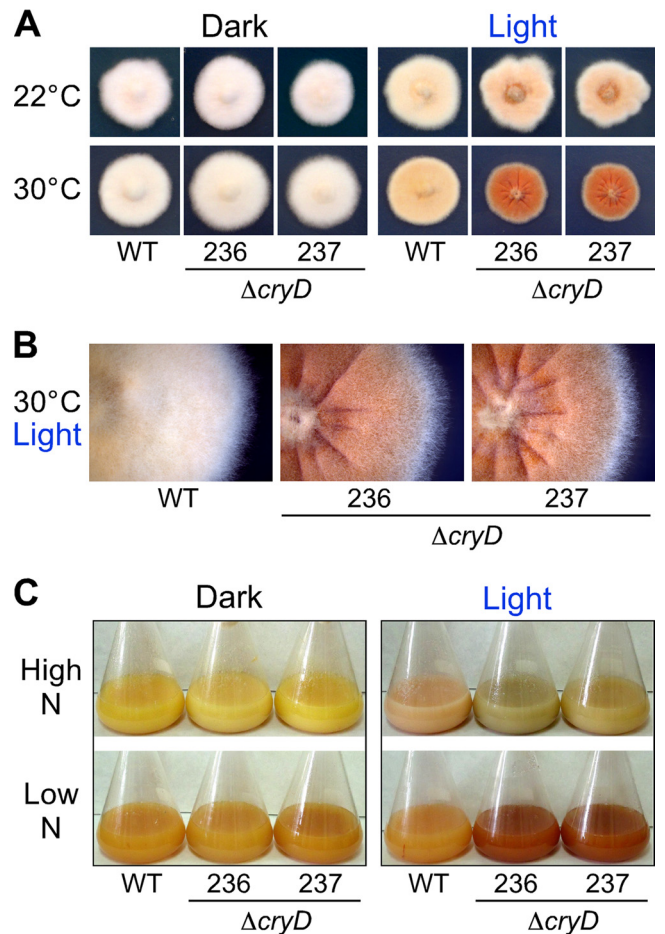 A
Dark Light
22°C
30°C
WT 236 237 WT 236 237
ΔcryD ΔcryD
B
30°C
Light
WT 236 237
ΔcryD
C
Dark Light
High
N
Low
N
WT 236 237 WT 236 237
ΔcryD ΔcryD